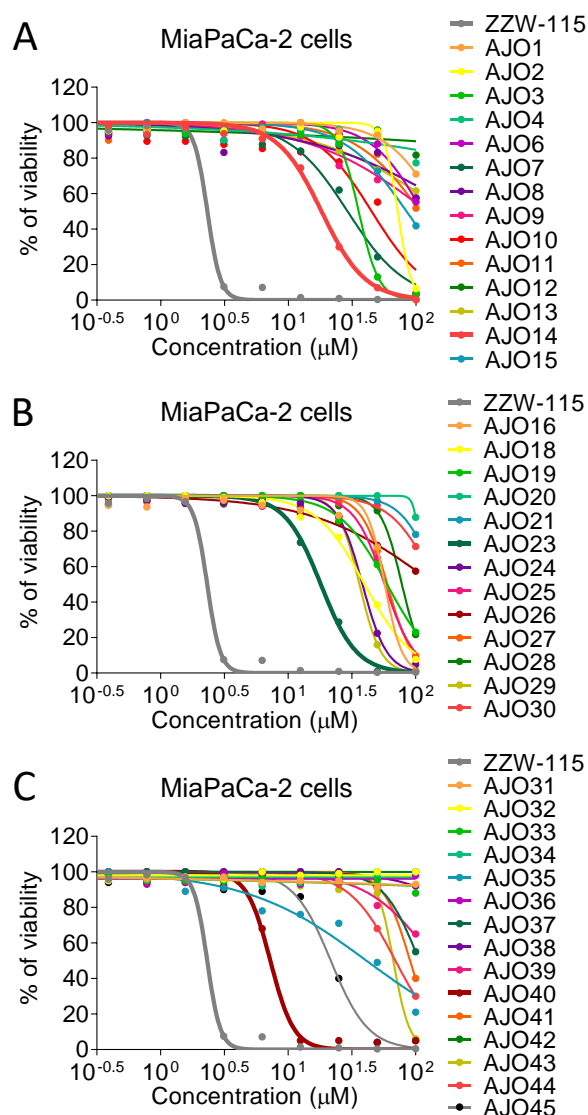 A
MiaPaCa-2 cells
% of viability
120
100
80
60
40
20
0
10^-0.5 10^0 10^0.5 10^1 10^1.5 10^2
Concentration (µM)
ZZW-115
AJO1
AJO2
AJO3
AJO4
AJO6
AJO7
AJO8
AJO9
AJO10
AJO11
AJO12
AJO13
AJO14
AJO15
B
MiaPaCa-2 cells
% of viability
120
100
80
60
40
20
0
10^-0.5 10^0 10^0.5 10^1 10^1.5 10^2
Concentration (µM)
ZZW-115
AJO16
AJO18
AJO19
AJO20
AJO21
AJO23
AJO24
AJO25
AJO26
AJO27
AJO28
AJO29
AJO30
C
MiaPaCa-2 cells
% of viability
120
100
80
60
40
20
0
10^-0.5 10^0 10^0.5 10^1 10^1.5 10^2
Concentration (µM)
ZZW-115
AJO31
AJO32
AJO33
AJO34
AJO35
AJO36
AJO37
AJO38
AJO39
AJO40
AJO41
AJO42
AJO43
AJO44
AJO45